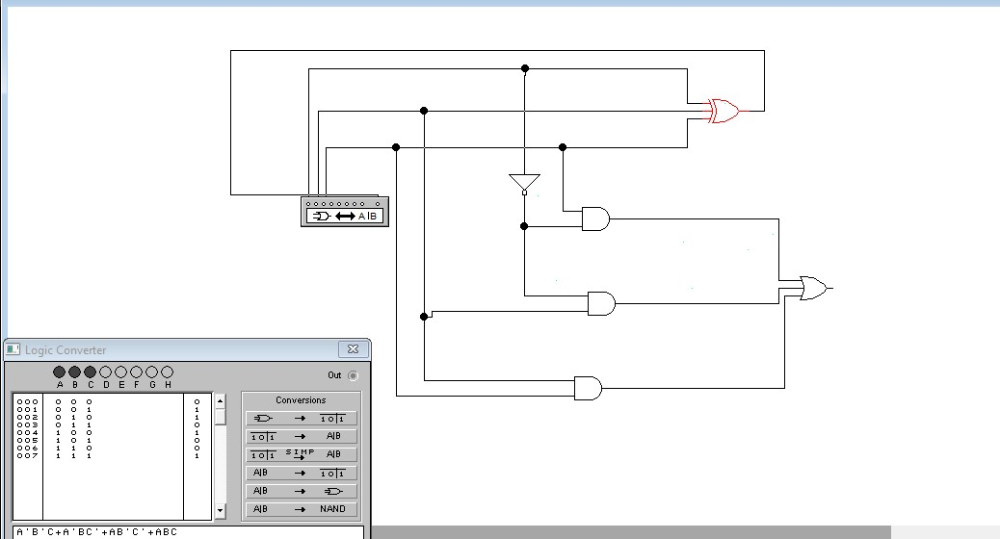 A|B
Logic Converter
Out
A B C D E F G H
Conversions
000 0 0 0 0
001 0 0 1 1
002 0 1 0 1
003 0 1 1 0
004 1 0 0 1
005 1 0 1 0
006 1 1 0 0
007 1 1 1 1
→ 1 0|1
1 0|1 → A|B
1 0|1 SIMP → A|B
A|B → 1 0|1
A|B →
A|B → NAND
A'B'C+A'BC'+AB'C'+ABC